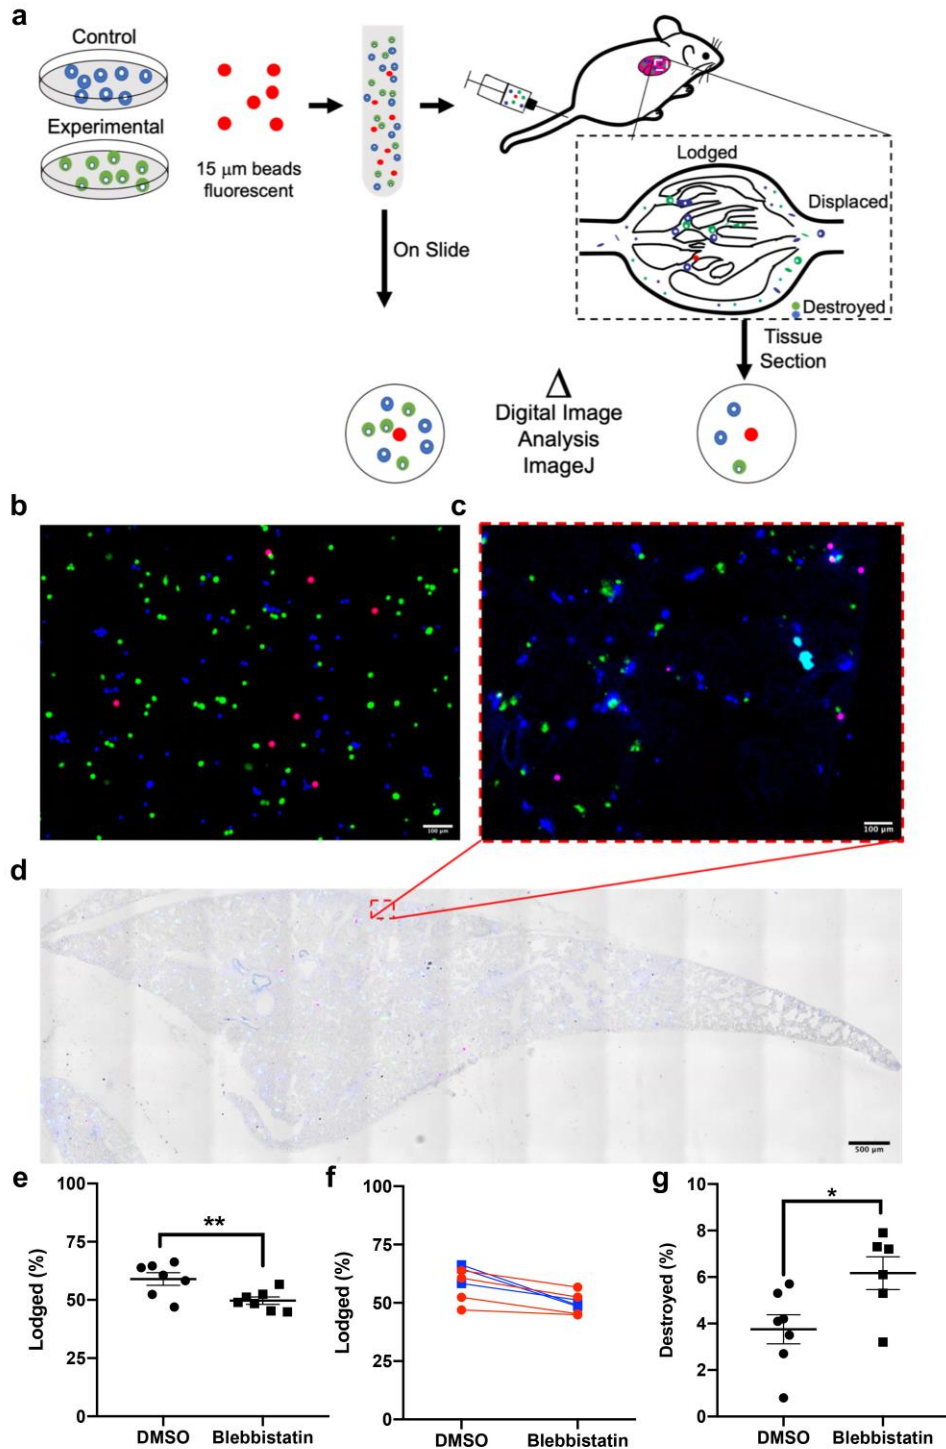 a
Control
Experimental
15 μm beads
fluorescent
On Slide
Lodged
Displaced
Destroyed
Tissue
Section
Δ
Digital Image
Analysis
ImageJ
b
100 μm
c
100 μm
d
500 μm
e
100
75
50
25
0
Lodged (%)
**
DMSO
Blebbistatin
f
100
75
50
25
0
Lodged (%)
DMSO
Blebbistatin
g
10
8
6
4
2
0
Destroyed (%)
*
DMSO
Blebbistatin